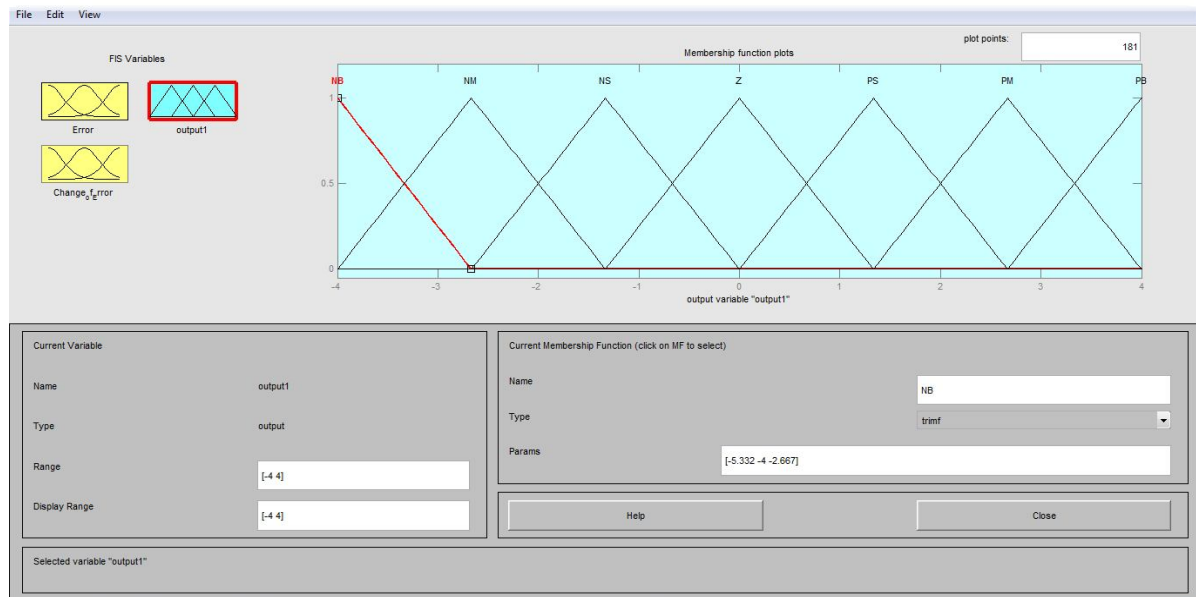 File Edit View
FIS Variables
Error
output1
Change_of_Error
Membership function plots
plot points:
181
NB NM NS Z PS PM PB
1
0.5
0
-4 -3 -2 -1 0 1 2 3 4
output variable "output1"
Current Variable
Name output1
Type output
Range [-4 4]
Display Range [-4 4]
Current Membership Function (click on MF to select)
Name NB
Type trimf
Params [-5.332 -4 -2.667]
Help
Close
Selected variable "output1"